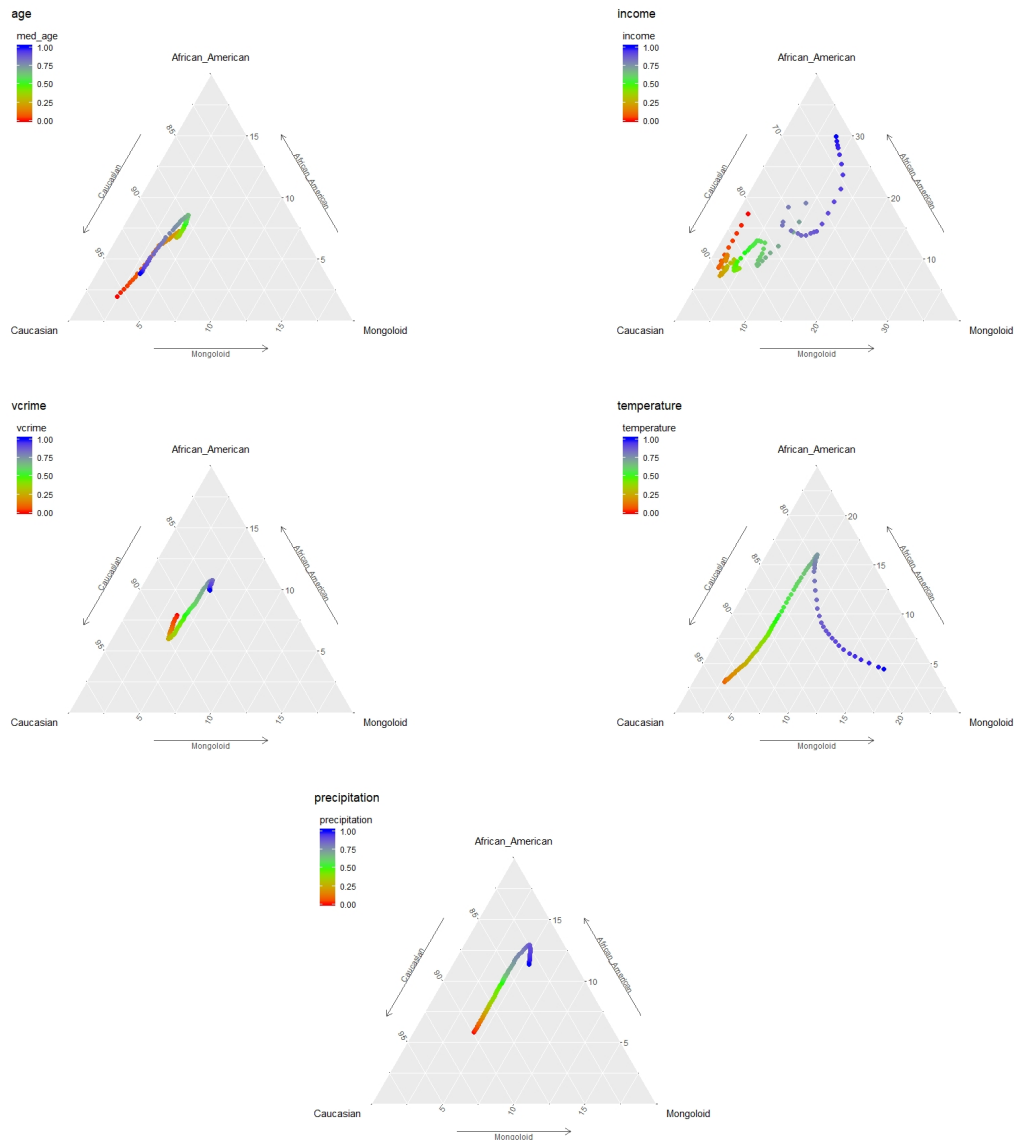 age
med_age
1.00
0.75
0.50
0.25
0.00
African_American
85
90
95
15
10
5
Caucasian
African_American
Caucasian
Mongoloid
5
10
15
Mongoloid
income
income
1.00
0.75
0.50
0.25
0.00
African_American
70
80
90
30
20
10
Caucasian
African_American
Caucasian
Mongoloid
10
20
30
Mongoloid
vcrime
vcrime
1.00
0.75
0.50
0.25
0.00
African_American
85
90
95
15
10
5
Caucasian
African_American
Caucasian
Mongoloid
5
10
15
Mongoloid
temperature
temperature
1.00
0.75
0.50
0.25
0.00
African_American
80
85
90
95
20
15
10
5
Caucasian
African_American
Caucasian
Mongoloid
5
10
15
20
Mongoloid
precipitation
precipitation
1.00
0.75
0.50
0.25
0.00
African_American
85
90
95
15
10
5
Caucasian
African_American
Caucasian
Mongoloid
5
10
15
Mongoloid